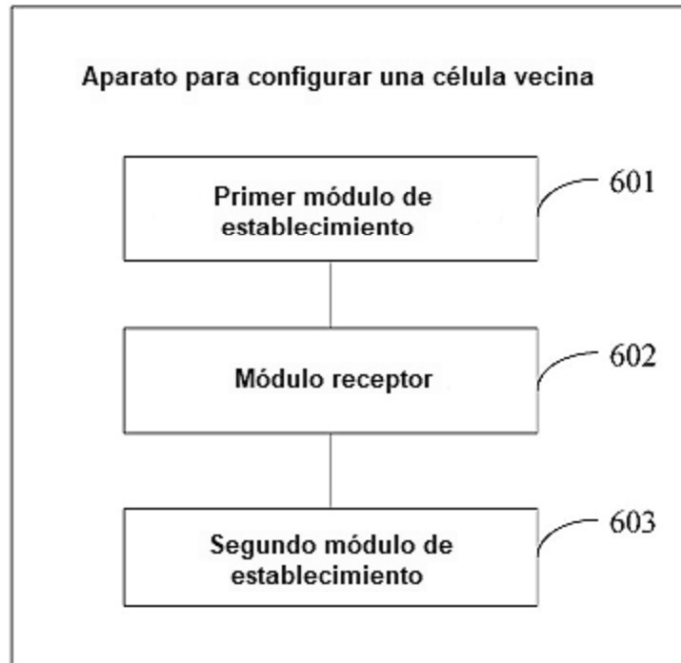 Aparato para configurar una célula vecina
Primer módulo de
establecimiento
601
Módulo receptor
602
Segundo módulo de
establecimiento
603